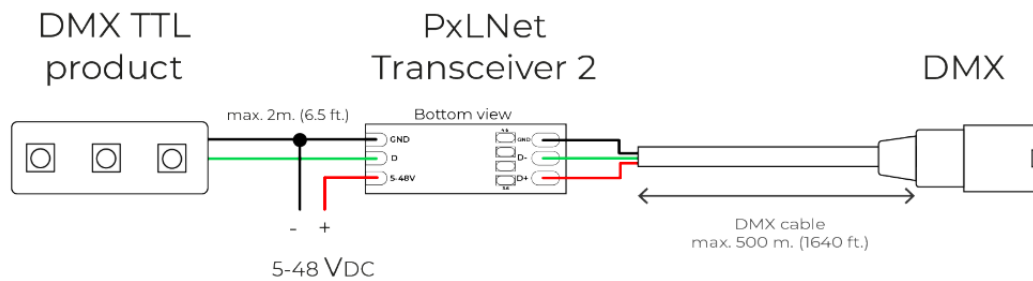 DMX TTL
product
PxLNet
Transceiver 2
DMX
max. 2m. (6.5 ft.)
Bottom view
GND
D
5-48V
GND
D-
D+
- +
5-48 VDC
DMX cable
max. 500 m. (1640 ft.)